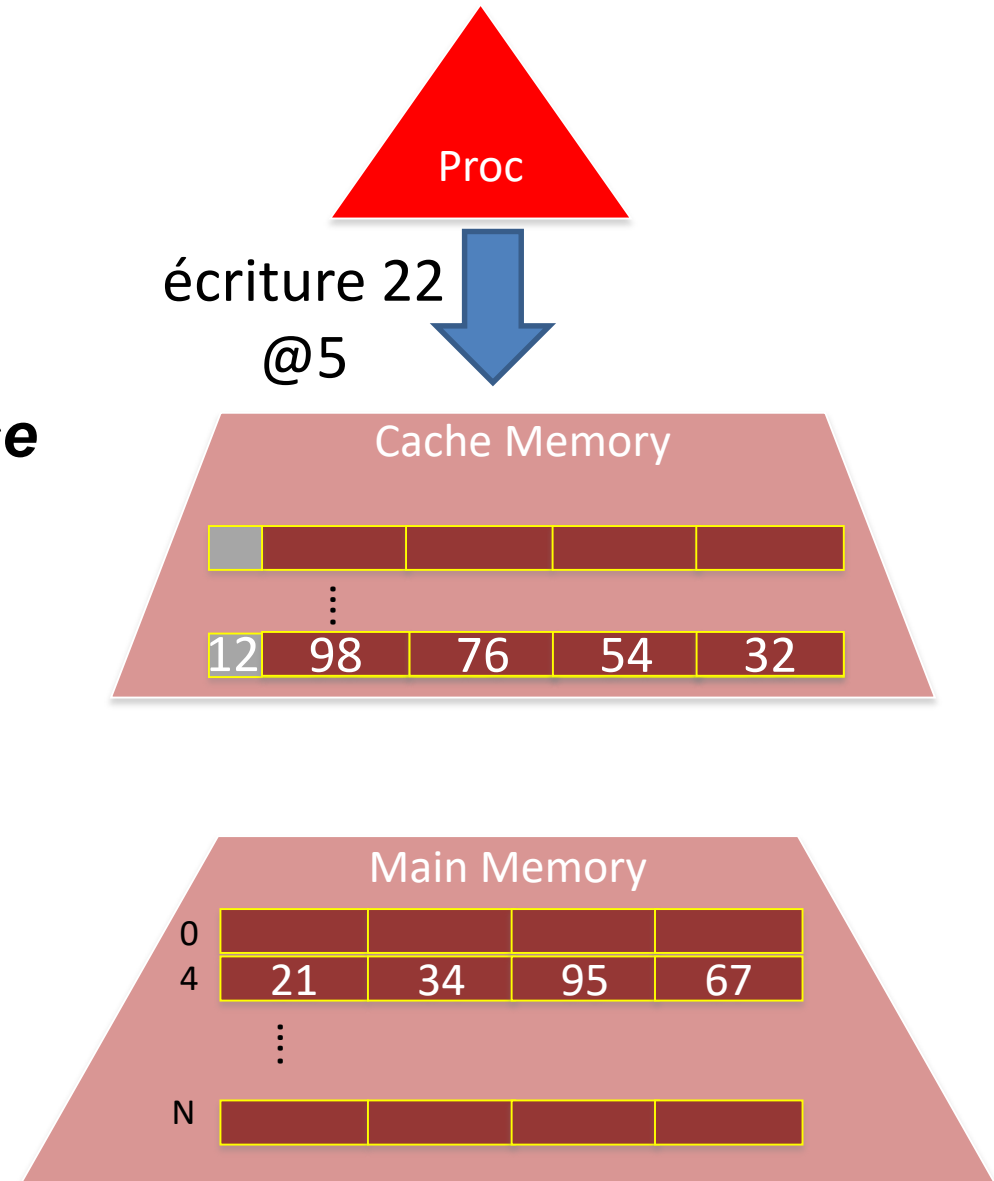 Proc
écriture 22
@5
Cache Memory
12 98 76 54 32
Main Memory
0
4 21 34 95 67
N